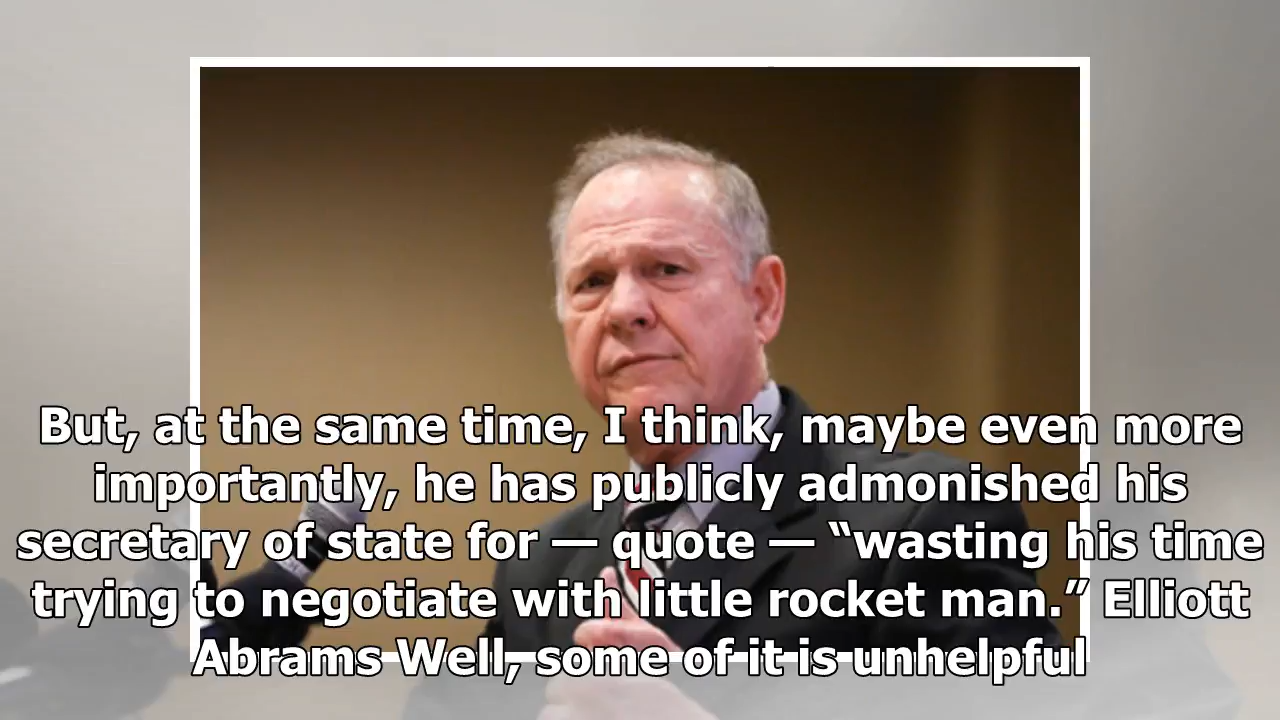 But, at the same time, I think, maybe even more
importantly, he has publicly admonished his
secretary of state for — quote — “wasting his time
trying to negotiate with little rocket man.” Elliott
Abrams Well, some of it is unhelpful